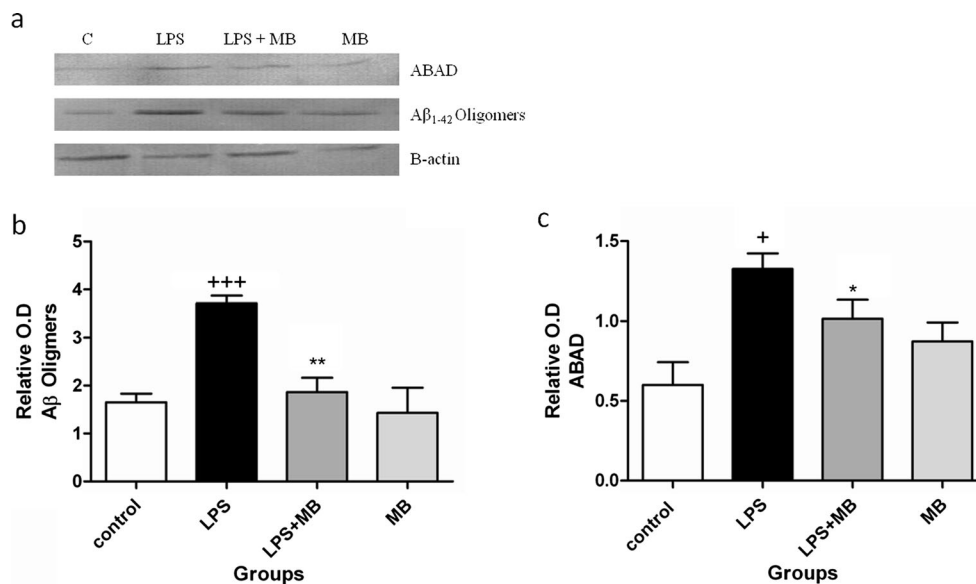 a
C LPS LPS + MB MB
ABAD
Aβ1-42 Oligomers
B-actin
b
Relative O.D
Aβ Oligmers
5
4
3
2
1
0
+++
**
control LPS LPS+MB MB
Groups
c
Relative O.D
ABAD
1.5
1.0
0.5
0.0
+
*
control LPS LPS+MB MB
Groups